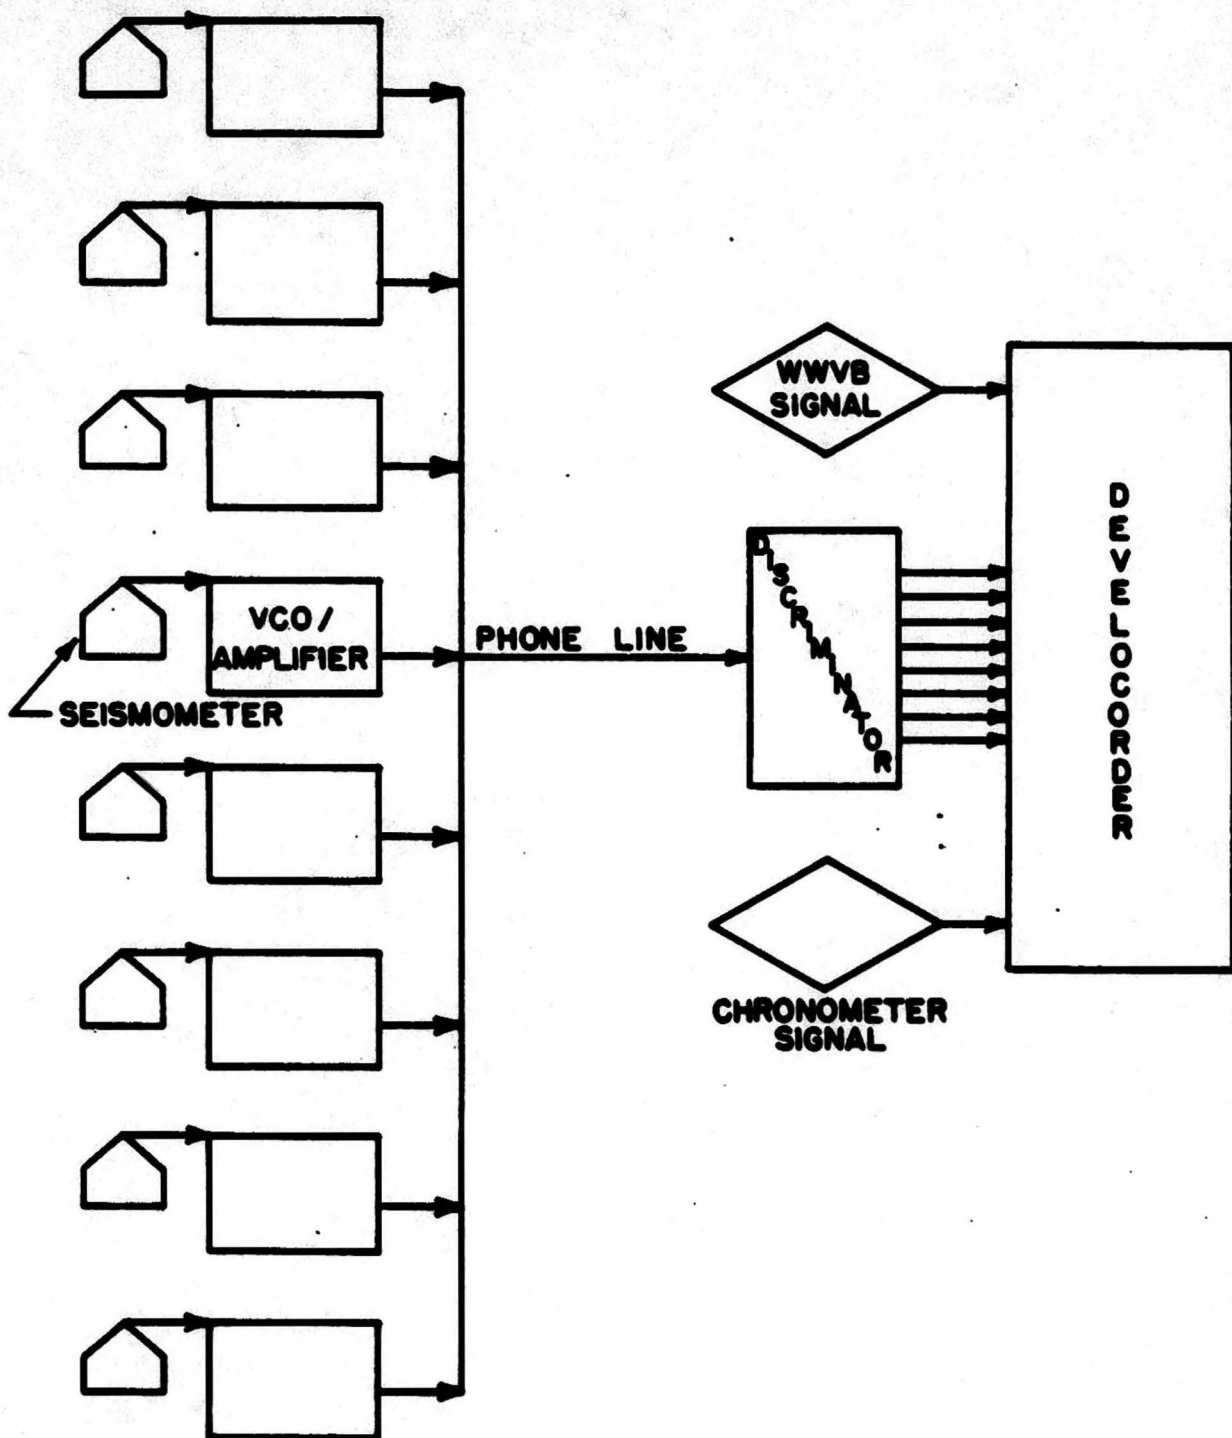 WWVB
SIGNAL
DEVELOCORDER
DISCRIMINATOR
VCO /
AMPLIFIER
PHONE LINE
SEISMOMETER
CHRONOMETER
SIGNAL